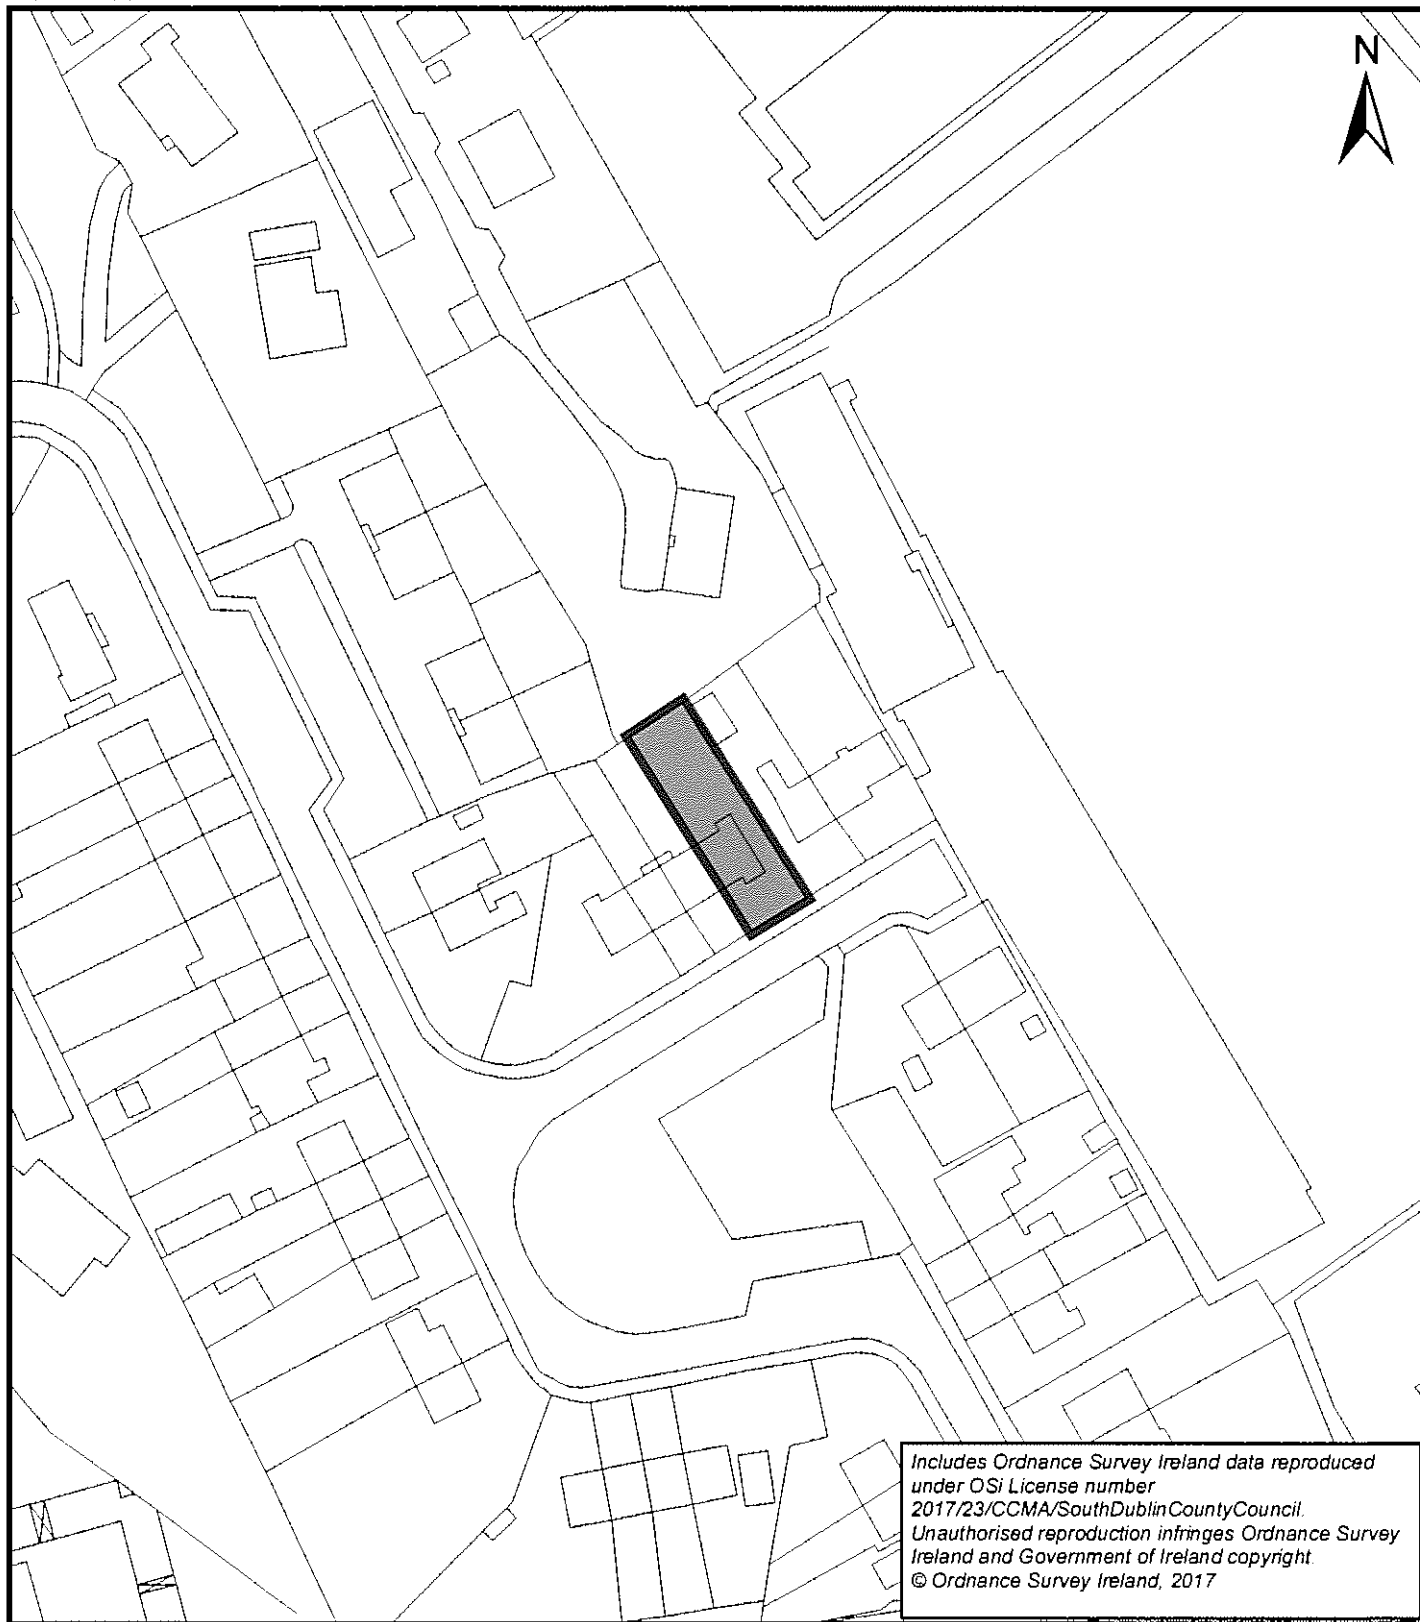 N
Includes Ordnance Survey Ireland data reproduced
under OSi License number
2017/23/CCMA/SouthDublinCountyCouncil.
Unauthorised reproduction infringes Ordnance Survey
Ireland and Government of Ireland copyright.
© Ordnance Survey Ireland, 2017